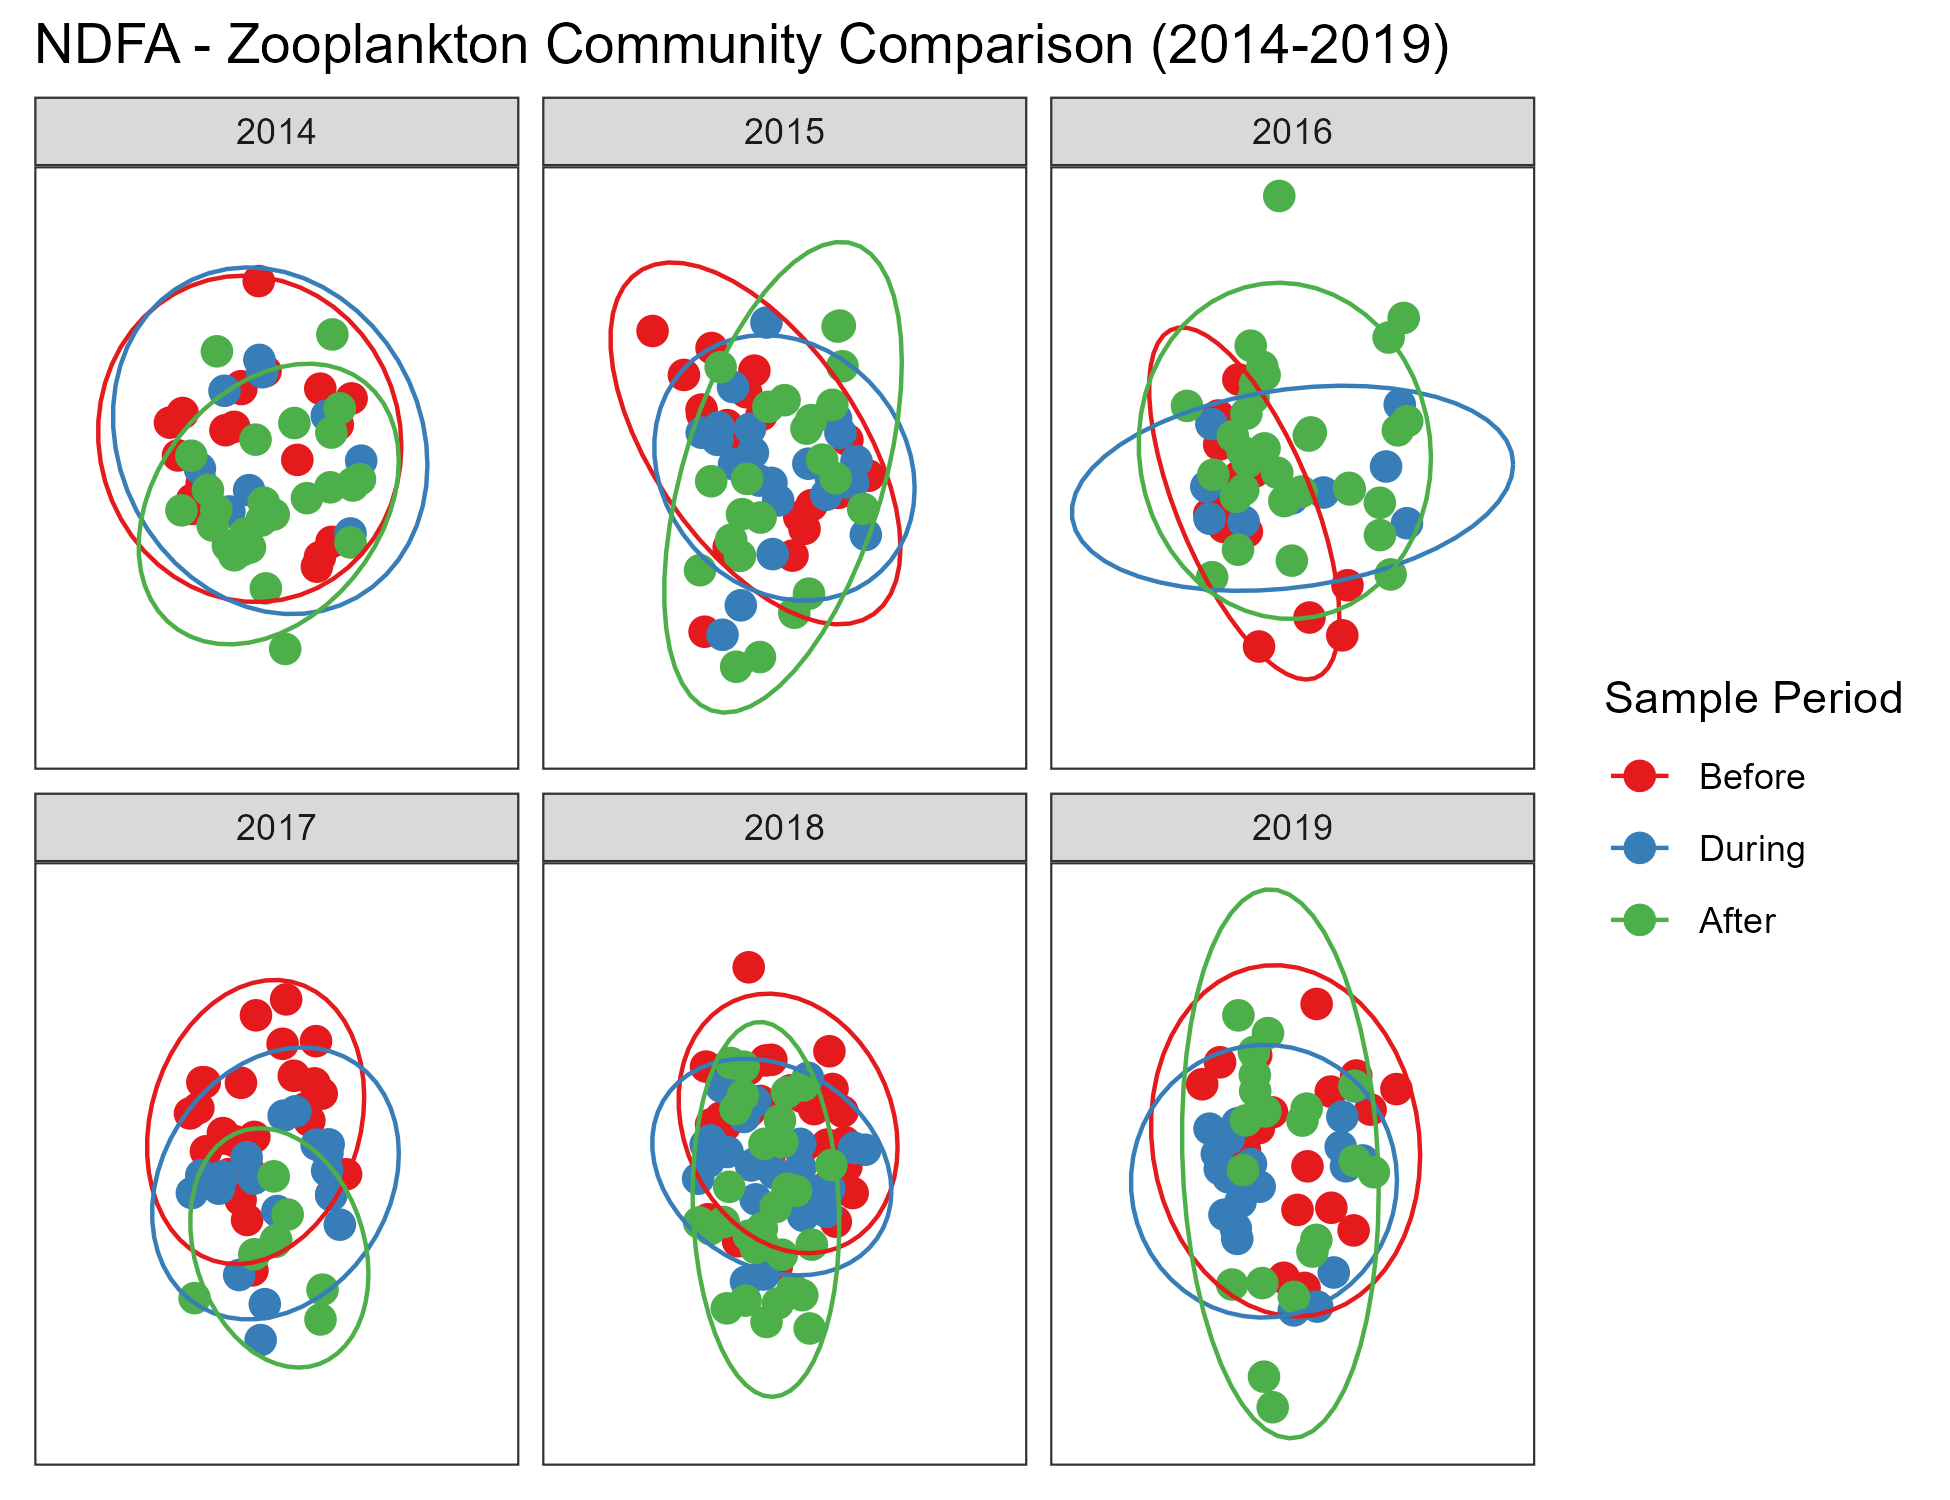 NDFA - Zooplankton Community Comparison (2014-2019)
2014
2015
2016
2017
2018
2019
Sample Period
Before
During
After